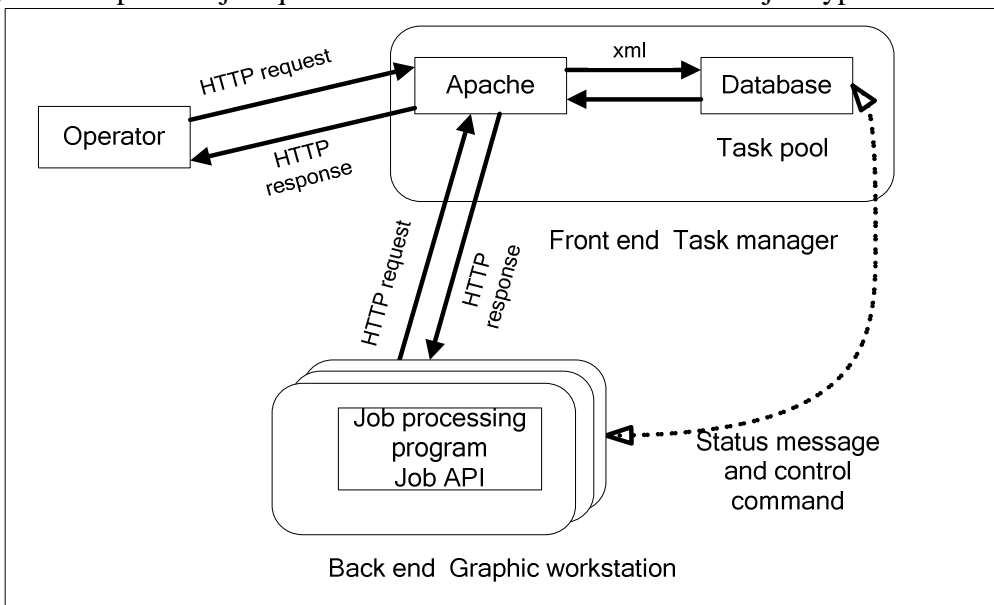 HTTP request
xml
Apache
Database
Operator
HTTP
response
Task pool
Front end  Task manager
HTTP request
HTTP
response
Job processing
program
Job API
Status message
and control
command
Back end  Graphic workstation